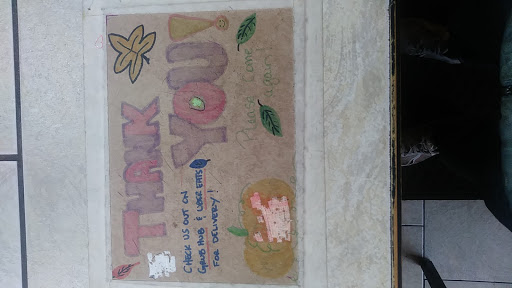 THANK
YOU!
Please Come
again!
CHECK US OUT ON
GRUB HUB & UBER EATS
FOR DELIVERY!